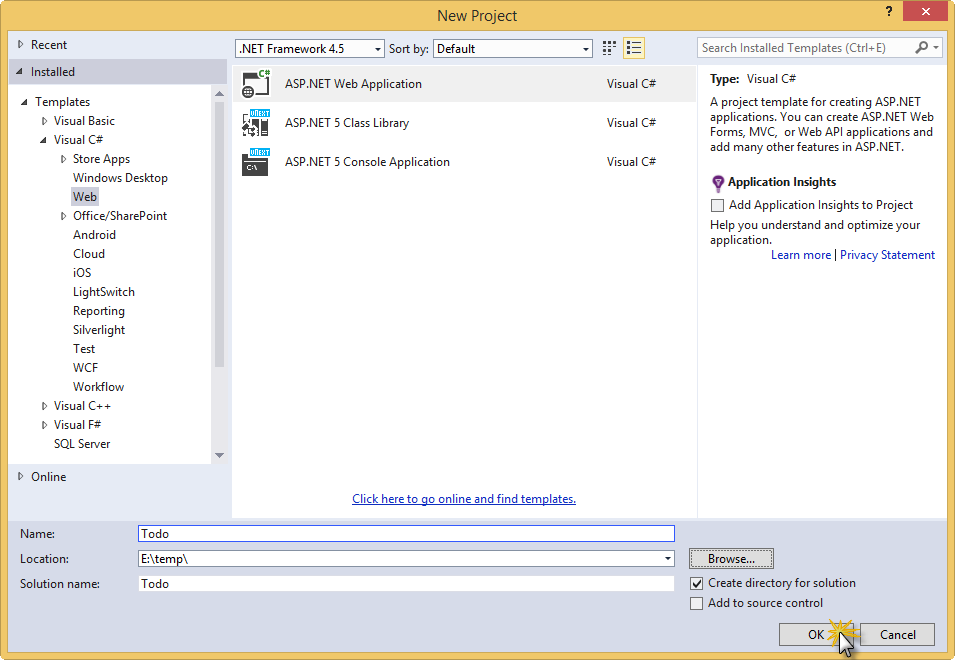 New Project
?
Recent
Installed
Templates
Visual Basic
Visual C#
Store Apps
Windows Desktop
Web
Office/SharePoint
Android
Cloud
iOS
LightSwitch
Reporting
Silverlight
Test
WCF
Workflow
Visual C++
Visual F#
SQL Server
Online
.NET Framework 4.5
Sort by:
Default
C#
ASP.NET Web Application
Visual C#
VNEXT
ASP.NET 5 Class Library
Visual C#
VNEXT
C:\
ASP.NET 5 Console Application
Visual C#
Click here to go online and find templates.
Search Installed Templates (Ctrl+E)
Type: Visual C#
A project template for creating ASP.NET
applications. You can create ASP.NET Web
Forms, MVC, or Web API applications and
add many other features in ASP.NET.
Application Insights
Add Application Insights to Project
Help you understand and optimize your
application.
Learn more | Privacy Statement
Name:
Todo
Location:
E:\temp\
Browse...
Solution name:
Todo
Create directory for solution
Add to source control
OK
Cancel